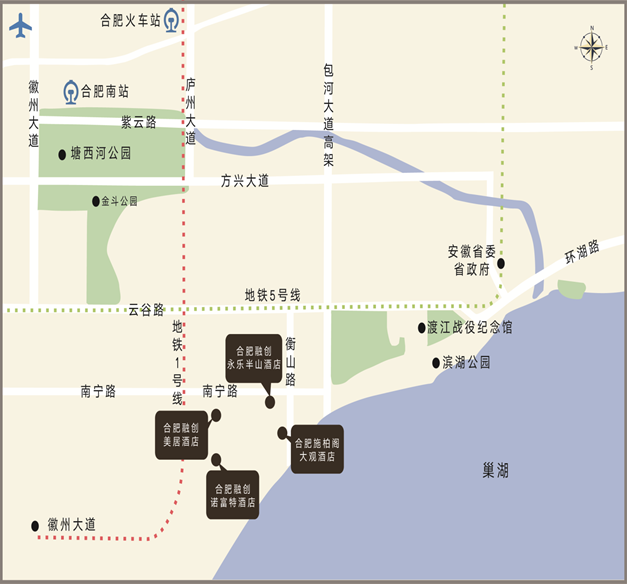 合肥火车站
N
W
E
S
合肥南站
徽州大道
庐州大道
包河大道高架
紫云路
塘西河公园
方兴大道
金斗公园
安徽省委
省政府
环湖路
地铁5号线
云谷路
地铁1号线
衡山路
渡江战役纪念馆
合肥融创
永乐半山酒店
滨湖公园
南宁路
南宁路
合肥融创
美居酒店
合肥施柏阁
大观酒店
巢湖
合肥融创
诺富特酒店
徽州大道